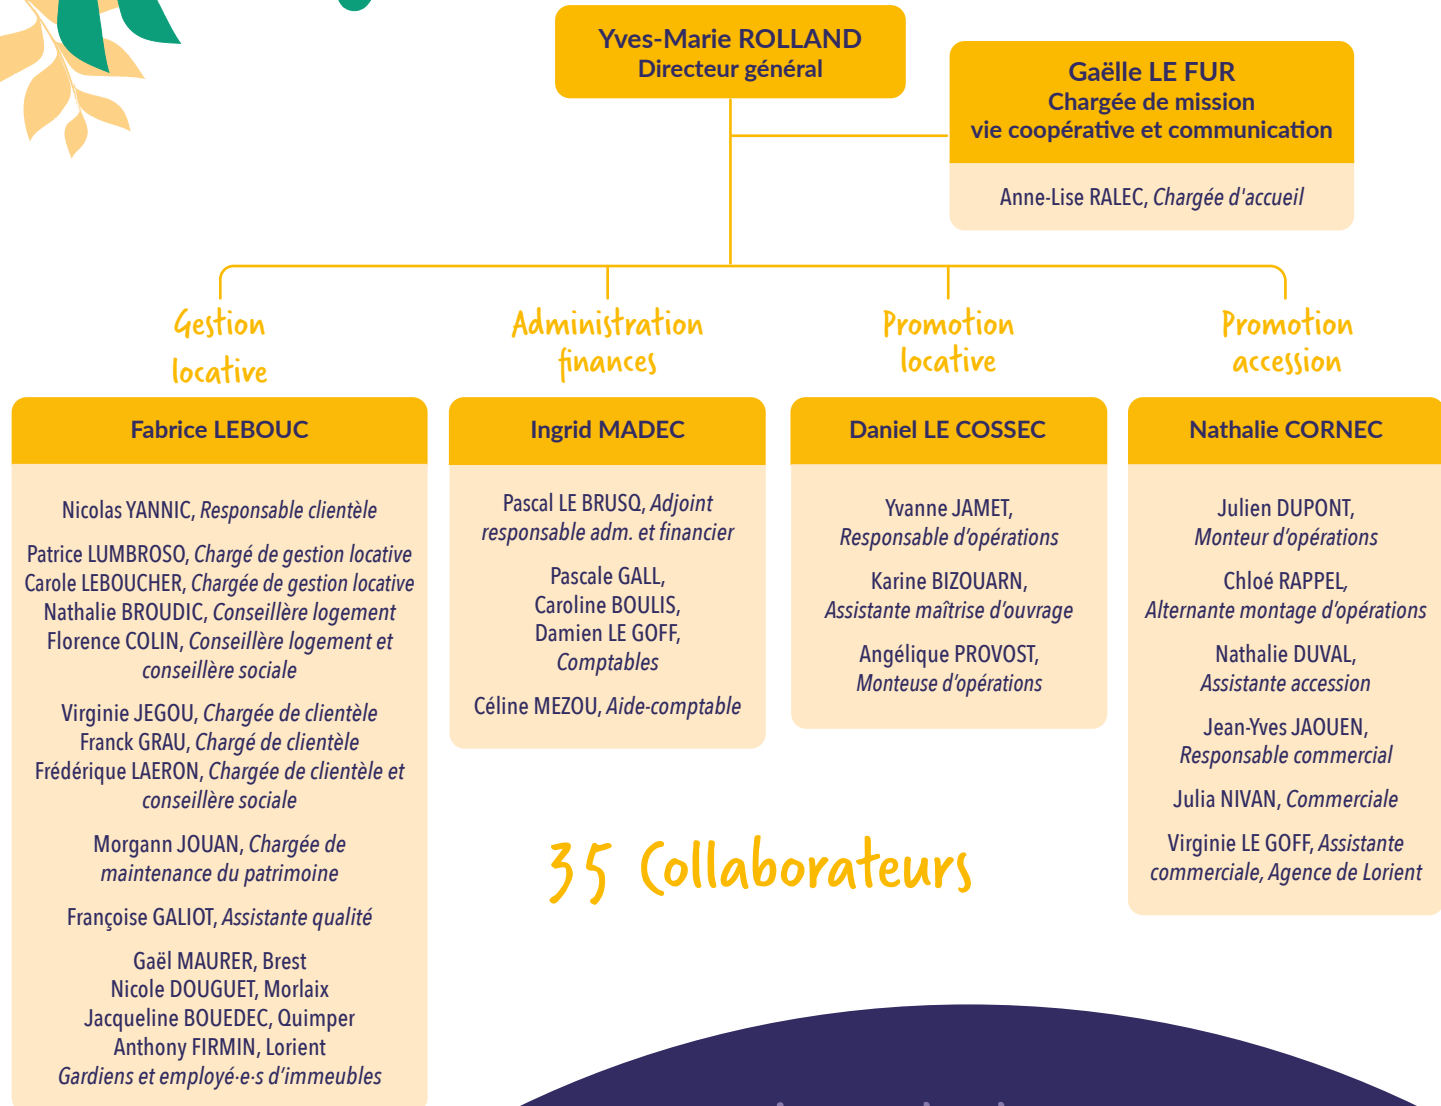 Yves-Marie ROLLAND
Directeur général
Gaëlle LE FUR
Chargée de mission
vie coopérative et communication
Anne-Lise RALEC, Chargée d'accueil
Gestion
locative
Fabrice LEBOUC
Nicolas YANNIC, Responsable clientèle
Patrice LUMBROSO, Chargé de gestion locative
Carole LEBOUCHER, Chargée de gestion locative
Nathalie BROUDIC, Conseillère logement
Florence COLIN, Conseillère logement et
conseillère sociale
Virginie JEGOU, Chargée de clientèle
Franck GRAU, Chargé de clientèle
Frédérique LAERON, Chargée de clientèle et
conseillère sociale
Morgann JOUAN, Chargée de
maintenance du patrimoine
Françoise GALIOT, Assistante qualité
Gaël MAURER, Brest
Nicole DOUGUET, Morlaix
Jacqueline BOUEDEC, Quimper
Anthony FIRMIN, Lorient
Gardiens et employé·e·s d'immeubles
Administration
finances
Ingrid MADEC
Pascal LE BRUSQ, Adjoint
responsable adm. et financier
Pascale GALL,
Caroline BOULIS,
Damien LE GOFF,
Comptables
Céline MEZOU, Aide-comptable
Promotion
locative
Daniel LE COSSEC
Yvanne JAMET,
Responsable d'opérations
Karine BIZOUARN,
Assistante maîtrise d'ouvrage
Angélique PROVOST,
Monteuse d'opérations
Promotion
accession
Nathalie CORNEC
Julien DUPONT,
Monteur d'opérations
Chloé RAPPEL,
Alternante montage d'opérations
Nathalie DUVAL,
Assistante accession
Jean-Yves JAOUEN,
Responsable commercial
Julia NIVAN, Commerciale
Virginie LE GOFF, Assistante
commerciale, Agence de Lorient
35 Collaborateurs